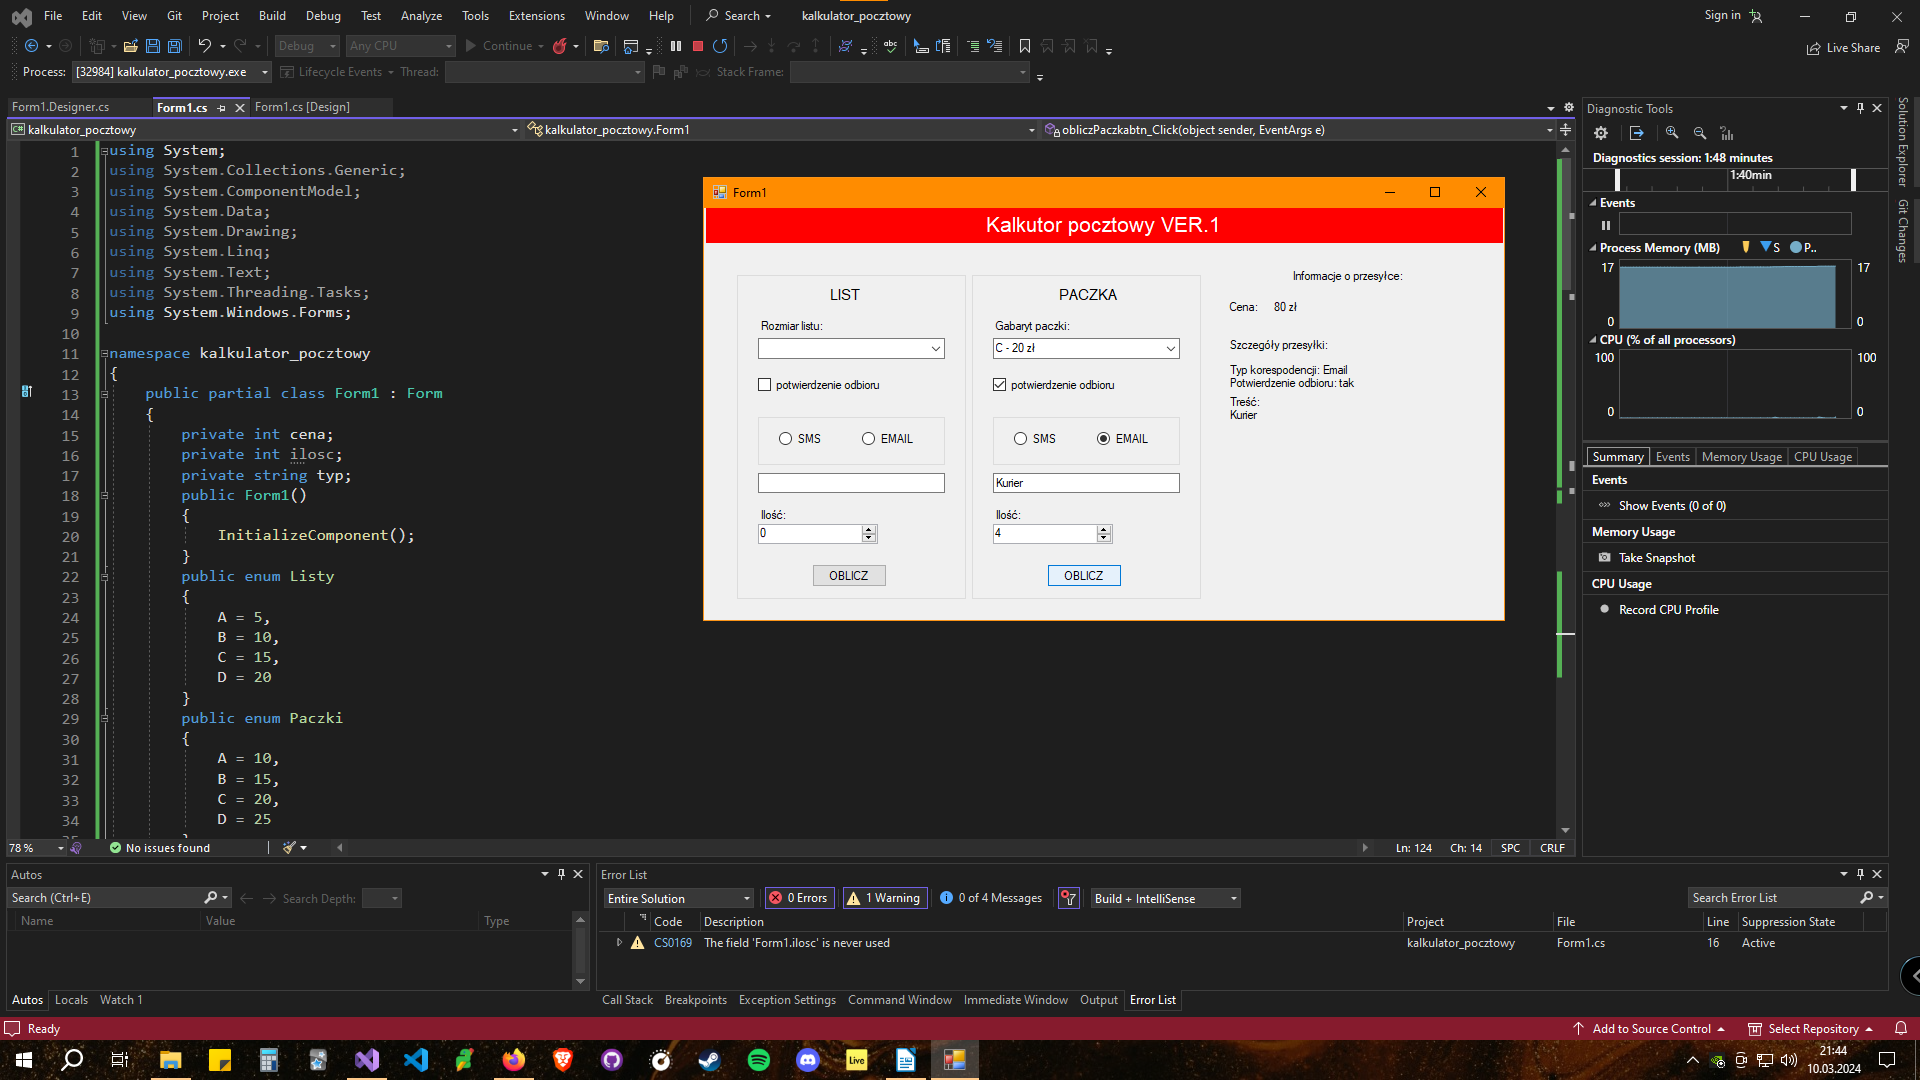 File Edit View Git Project Build Debug Test Analyze Tools Extensions Window Help Search kalkulator_pocztowy Sign in
Debug Any CPU Continue Live Share
Process: [32984] kalkulator_pocztowy.exe Lifecycle Events Thread: Stack Frame:
Form1.Designer.cs Form1.cs Form1.cs [Design]
kalkulator_pocztowy kalkulator_pocztowy.Form1 obliczPaczkabtn_Click(object sender, EventArgs e)
1 using System;
2 using System.Collections.Generic;
3 using System.ComponentModel;
4 using System.Data;
5 using System.Drawing;
6 using System.Linq;
7 using System.Text;
8 using System.Threading.Tasks;
9 using System.Windows.Forms;
10
11 namespace kalkulator_pocztowy
12 {
13 public partial class Form1 : Form
14 {
15 private int cena;
16 private int ilosc;
17 private string typ;
18 public Form1()
19 {
20 InitializeComponent();
21 }
22 public enum Listy
23 {
24 A = 5,
25 B = 10,
26 C = 15,
27 D = 20
28 }
29 public enum Paczki
30 {
31 A = 10,
32 B = 15,
33 C = 20,
34 D = 25
Form1
Kalkutor pocztowy VER.1
LIST
Rozmiar listu:
potwierdzenie odbioru
SMS EMAIL
Ilość:
0
OBLICZ
PACZKA
Gabaryt paczki:
C - 20 zł
potwierdzenie odbioru
SMS EMAIL
Kurier
Ilość:
4
OBLICZ
Informacje o przesyłce:
Cena: 80 zł
Szczegóły przesyłki:
Typ korespodencji: Email
Potwierdzenie odbioru: tak
Treść:
Kurier
78 % No issues found Ln: 124 Ch: 14 SPC CRLF
Diagnostic Tools
Diagnostics session: 1:48 minutes
1:40min
Events
Process Memory (MB) S P..
17 17
0 0
CPU (% of all processors)
100 100
0 0
Summary Events Memory Usage CPU Usage
Events
Show Events (0 of 0)
Memory Usage
Take Snapshot
CPU Usage
Record CPU Profile
Solution Explorer
Git Changes
Autos
Search (Ctrl+E) Search Depth:
Name Value Type
Autos Locals Watch 1
Error List
Entire Solution 0 Errors 1 Warning 0 of 4 Messages Build + IntelliSense Search Error List
Code Description Project File Line Suppression State
CS0169 The field 'Form1.ilosc' is never used kalkulator_pocztowy Form1.cs 16 Active
Call Stack Breakpoints Exception Settings Command Window Immediate Window Output Error List
Ready Add to Source Control Select Repository
Live
21:44
10.03.2024